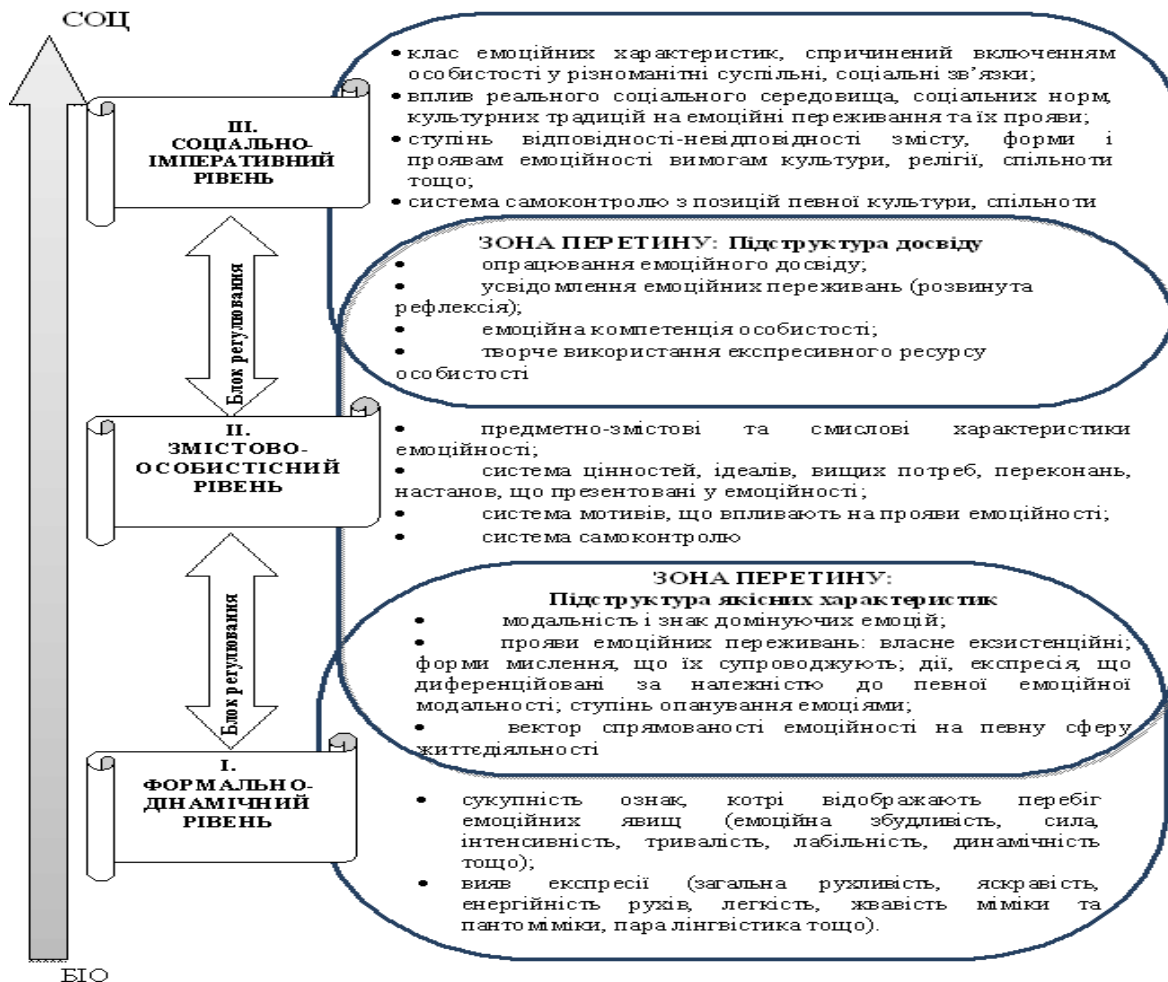 СОЦ
• клас емоційних характеристик, спричинений включенням
особистості у різноманітні суспільні, соціальні зв’язки;
• вплив реального соціального середовища, соціальних норм,
культурних традицій на емоційні переживання та їх прояви;
• ступінь відповідності-невідповідності змісту, форми і
проявам емоційності вимогам культури, релігії, спільноти
тощо;
• система самоконтролю з позицій певної культури, спільноти
ІІІ.
СОЦІАЛЬНО-
ІМПЕРАТИВНИЙ
РІВЕНЬ
Блок регулювання
ЗОНА ПЕРЕТИНУ: Підструктура досвіду
• опрацювання емоційного досвіду;
• усвідомлення емоційних переживань (розвинута
рефлексія);
• емоційна компетенція особистості;
• творче використання експресивного ресурсу
особистості
ІІ.
ЗМІСТОВО-
ОСОБИСТІСНИЙ
РІВЕНЬ
• предметно-змістові та смислові характеристики
емоційності;
• система цінностей, ідеалів, вищих потреб, переконань,
настанов, що презентовані у емоційності;
• система мотивів, що впливають на прояви емоційності;
• система самоконтролю
Блок регулювання
ЗОНА ПЕРЕТИНУ:
Підструктура якісних характеристик
• модальність і знак домінуючих емоцій;
• прояви емоційних переживань: власне екзистенційні;
форми мислення, що їх супроводжують; дії, експресія, що
диференційовані за належністю до певної емоційної
модальності; ступінь опанування емоціями;
• вектор спрямованості емоційності на певну сферу
життєдіяльності
І.
ФОРМАЛЬНО-
ДІНАМІЧНИЙ
РІВЕНЬ
• сукупність ознак, котрі відображають перебіг
емоційних явищ (емоційна збудливість, сила,
інтенсивність, тривалість, лабільність, динамічність
тощо);
• вияв експресії (загальна рухливість, яскравість,
енергійність рухів, легкість, жвавість міміки та
пантоміміки, пара лінгвістика тощо).
БІО